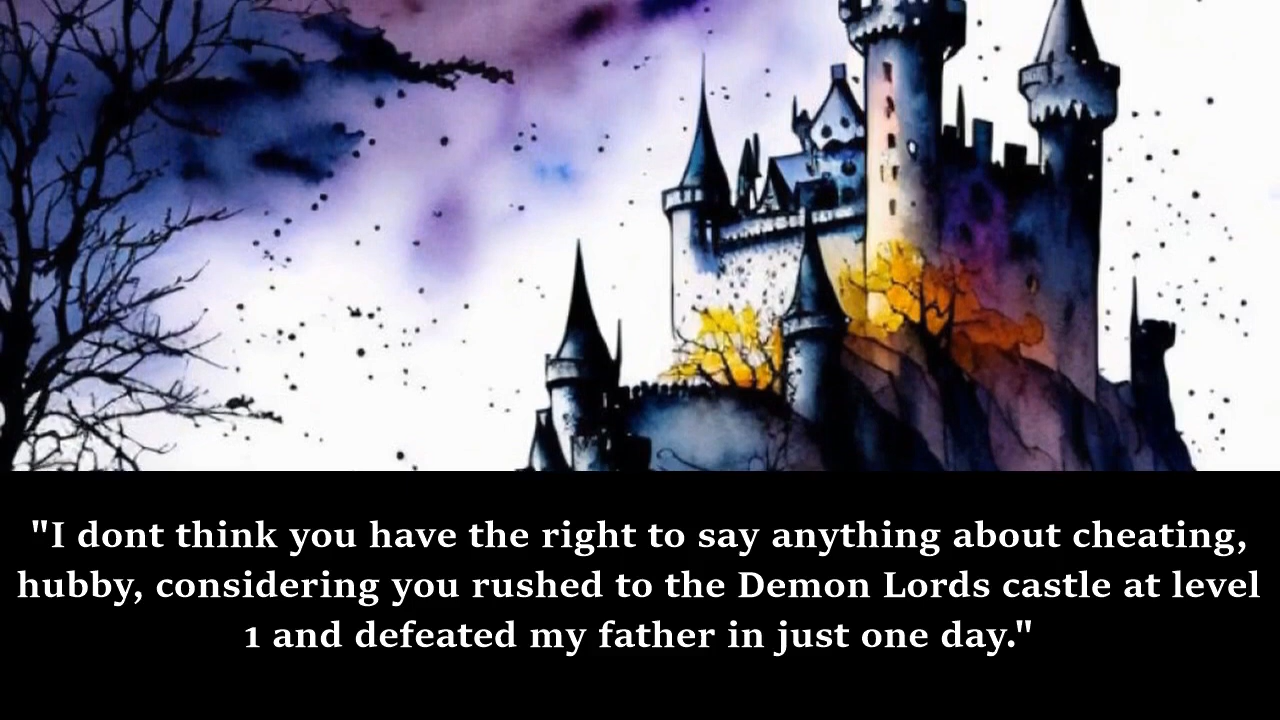 "I dont think you have the right to say anything about cheating,
hubby, considering you rushed to the Demon Lords castle at level
1 and defeated my father in just one day."